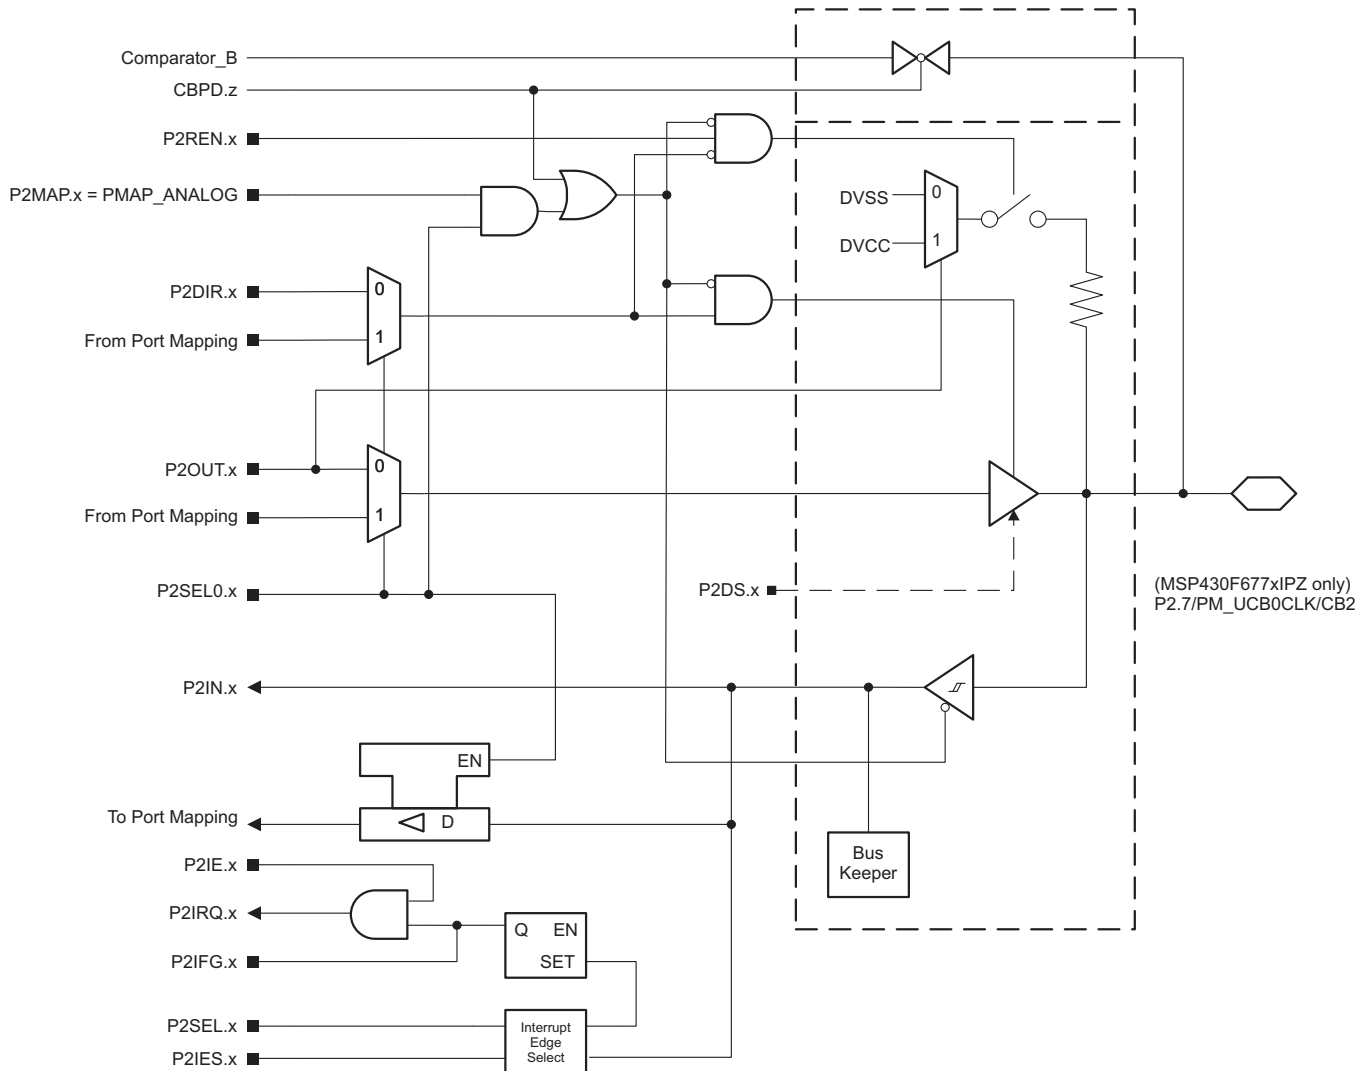 Comparator_B
CBPD.z
P2REN.x
P2MAP.x = PMAP_ANALOG
DVSS
0
DVCC
1
P2DIR.x
0
From Port Mapping
1
P2OUT.x
0
From Port Mapping
1
P2SEL0.x
P2DS.x
(MSP430F677xIPZ only)
P2.7/PM_UCB0CLK/CB2
P2IN.x
EN
To Port Mapping
D
Bus
Keeper
P2IE.x
P2IRQ.x
Q
EN
P2IFG.x
SET
P2SEL.x
Interrupt
Edge
Select
P2IES.x